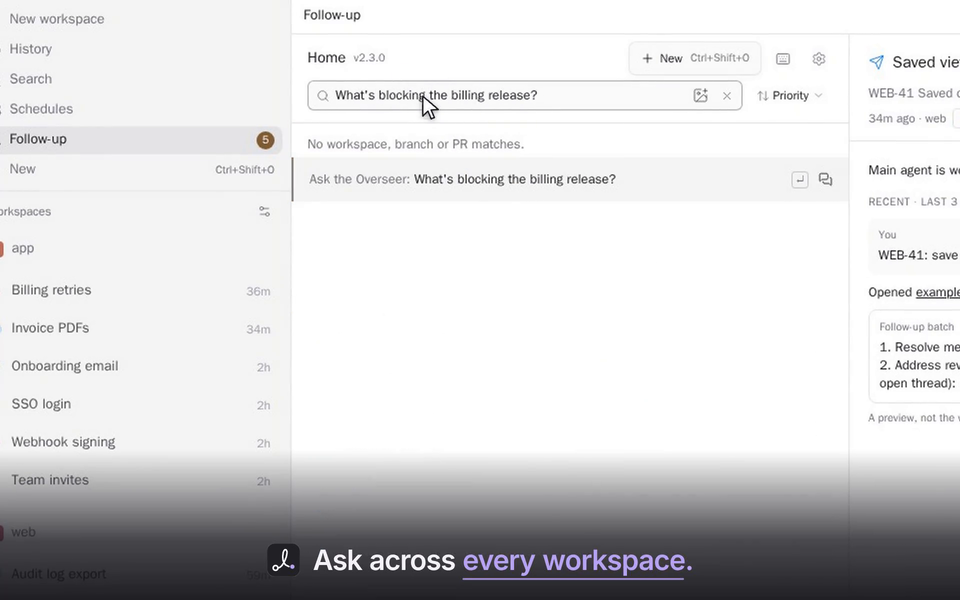 New workspace
History
Search
Schedules
Follow-up 5
New Ctrl+Shift+O
orkspaces
app
Billing retries 36m
Invoice PDFs 34m
Onboarding email 2h
SSO login 2h
Webhook signing 2h
Team invites 2h
web
Audit log export
Follow-up
Home v2.3.0
+ New Ctrl+Shift+O
What's blocking the billing release?
Priority
No workspace, branch or PR matches.
Ask the Overseer: What's blocking the billing release?
Saved vie
WEB-41 Saved
34m ago · web
Main agent is w
RECENT · LAST 3
You
WEB-41: save
Opened example
Follow-up batch
1. Resolve me
2. Address rev
open thread):
A preview, not the
Ask across every workspace.